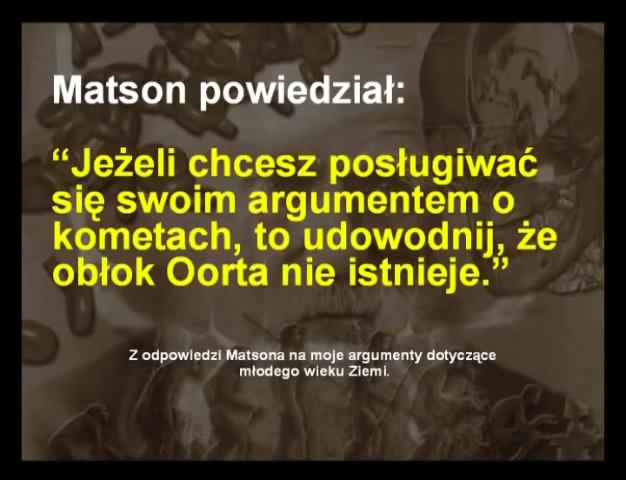 Matson powiedział:
“Jeżeli chcesz posługiwać
się swoim argumentem o
kometach, to udowodnij, że
obłok Oorta nie istnieje.”
Z odpowiedzi Matsona na moje argumenty dotyczące
młodego wieku Ziemi.